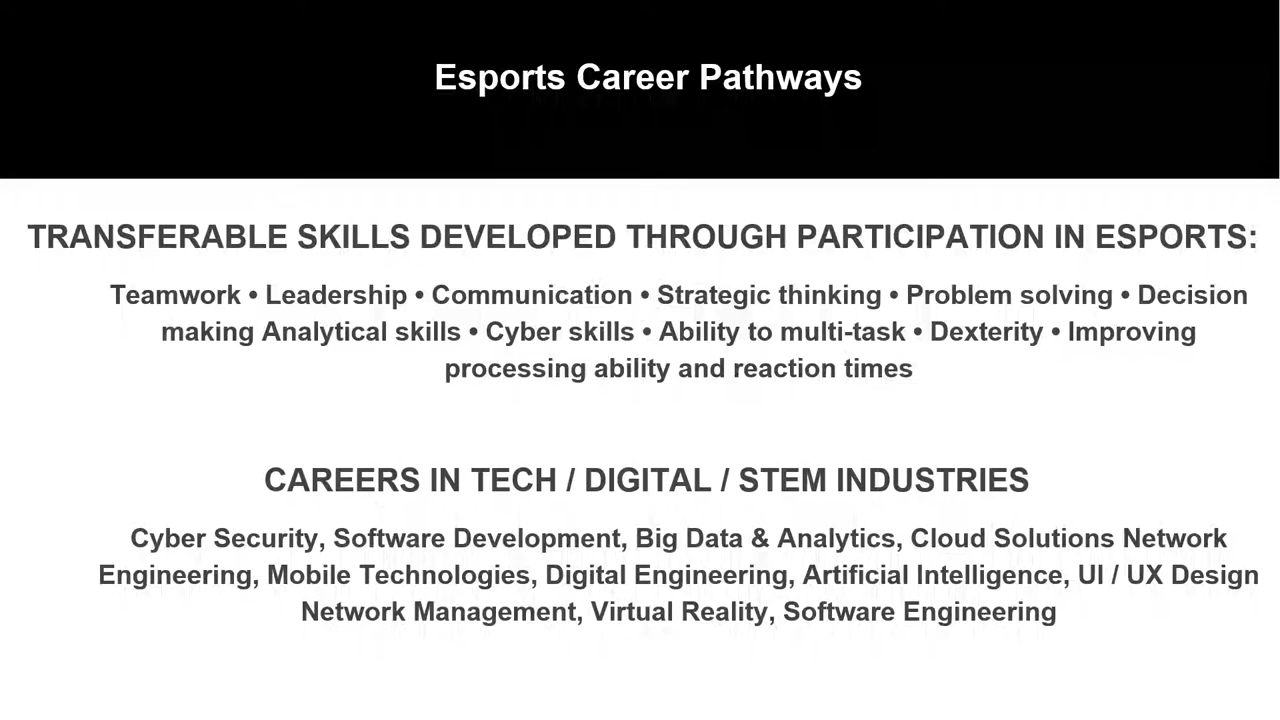 Esports Career Pathways
TRANSFERABLE SKILLS DEVELOPED THROUGH PARTICIPATION IN ESPORTS:
Teamwork • Leadership • Communication • Strategic thinking • Problem solving • Decision
making Analytical skills • Cyber skills • Ability to multi-task • Dexterity • Improving
processing ability and reaction times
CAREERS IN TECH / DIGITAL / STEM INDUSTRIES
Cyber Security, Software Development, Big Data & Analytics, Cloud Solutions Network
Engineering, Mobile Technologies, Digital Engineering, Artificial Intelligence, UI / UX Design
Network Management, Virtual Reality, Software Engineering